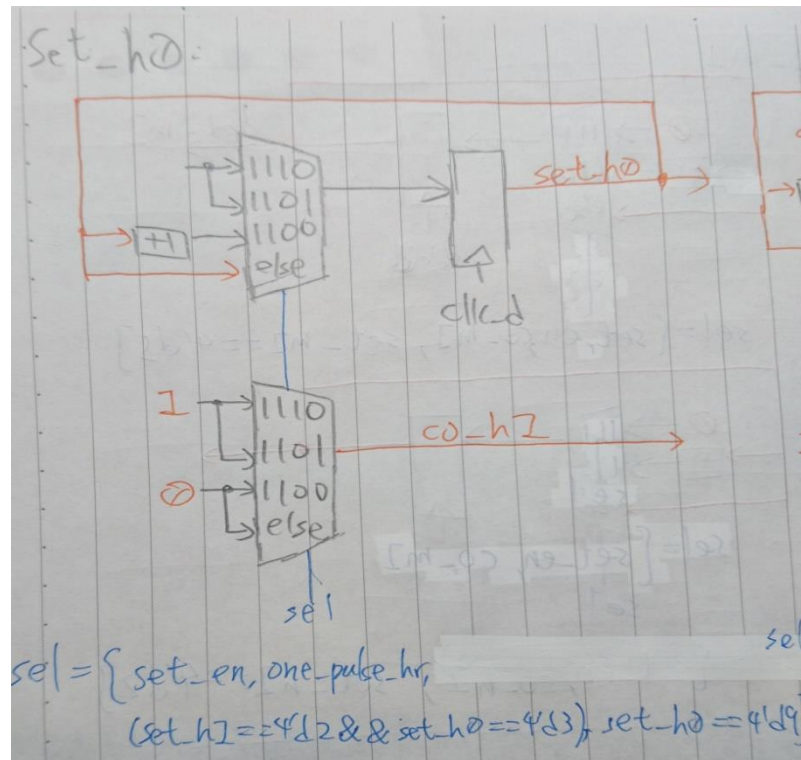 Set_h0:
1110
1101
1100
else
+1
set_h0
clk_d
1
0
1110
1101
1100
else
co_h1
sel
sel = { set_en, one_pulse_hr,
(set_h1==4'd2 && set_h0==4'd3), set_h0 == 4'd9